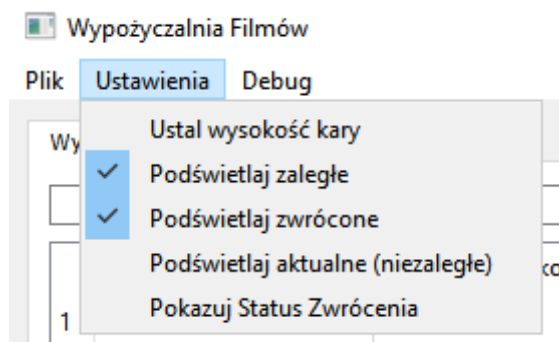 Wypożyczalnia Filmów
Plik Ustawienia Debug
Ustal wysokość kary
Podświetlaj zaległe
Podświetlaj zwrócone
Podświetlaj aktualne (niezaległe)
Pokazuj Status Zwrócenia
1